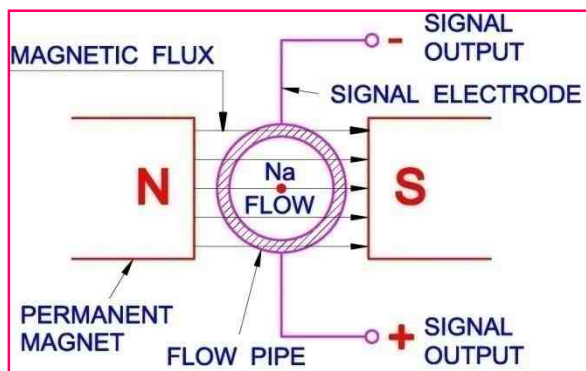 MAGNETIC FLUX
- SIGNAL
OUTPUT
SIGNAL ELECTRODE
N
Na
FLOW
S
PERMANENT
MAGNET
FLOW PIPE
+ SIGNAL
OUTPUT